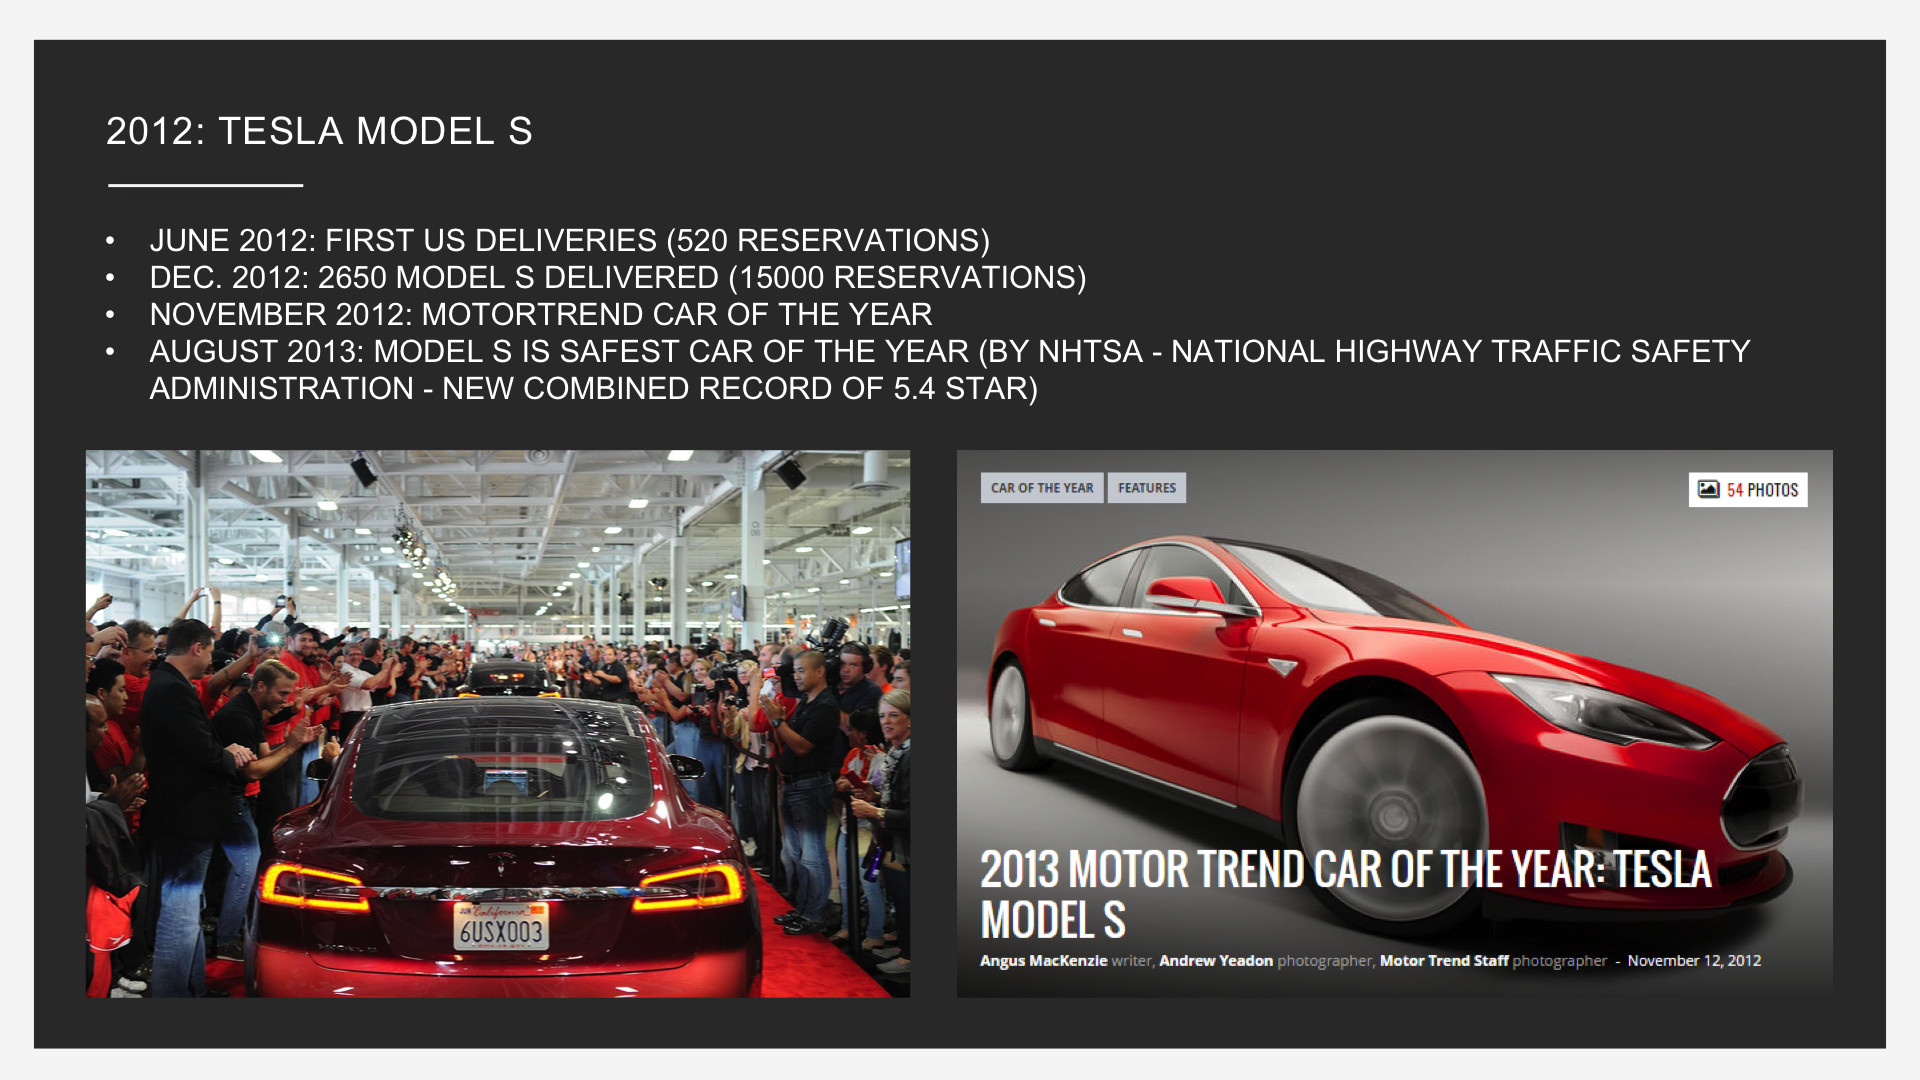 2012: TESLA MODEL S
• JUNE 2012: FIRST US DELIVERIES (520 RESERVATIONS)
• DEC. 2012: 2650 MODEL S DELIVERED (15000 RESERVATIONS)
• NOVEMBER 2012: MOTORTREND CAR OF THE YEAR
• AUGUST 2013: MODEL S IS SAFEST CAR OF THE YEAR (BY NHTSA - NATIONAL HIGHWAY TRAFFIC SAFETY
ADMINISTRATION - NEW COMBINED RECORD OF 5.4 STAR)
California
6USX003
CAR OF THE YEAR FEATURES
54 PHOTOS
2013 MOTOR TREND CAR OF THE YEAR: TESLA
MODEL S
Angus MacKenzie writer, Andrew Yeadon photographer, Motor Trend Staff photographer - November 12, 2012